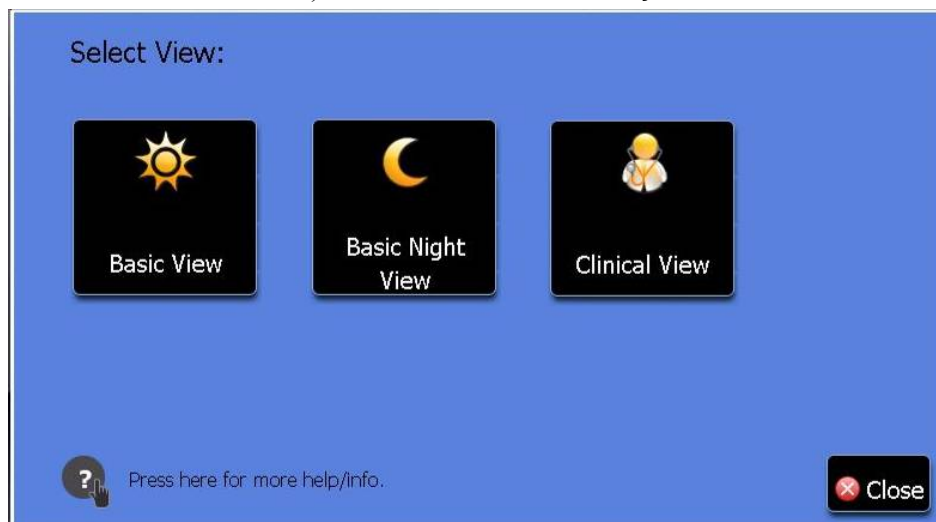 Select View:
Basic View
Basic Night
View
Clinical View
?
Press here for more help/info.
Close